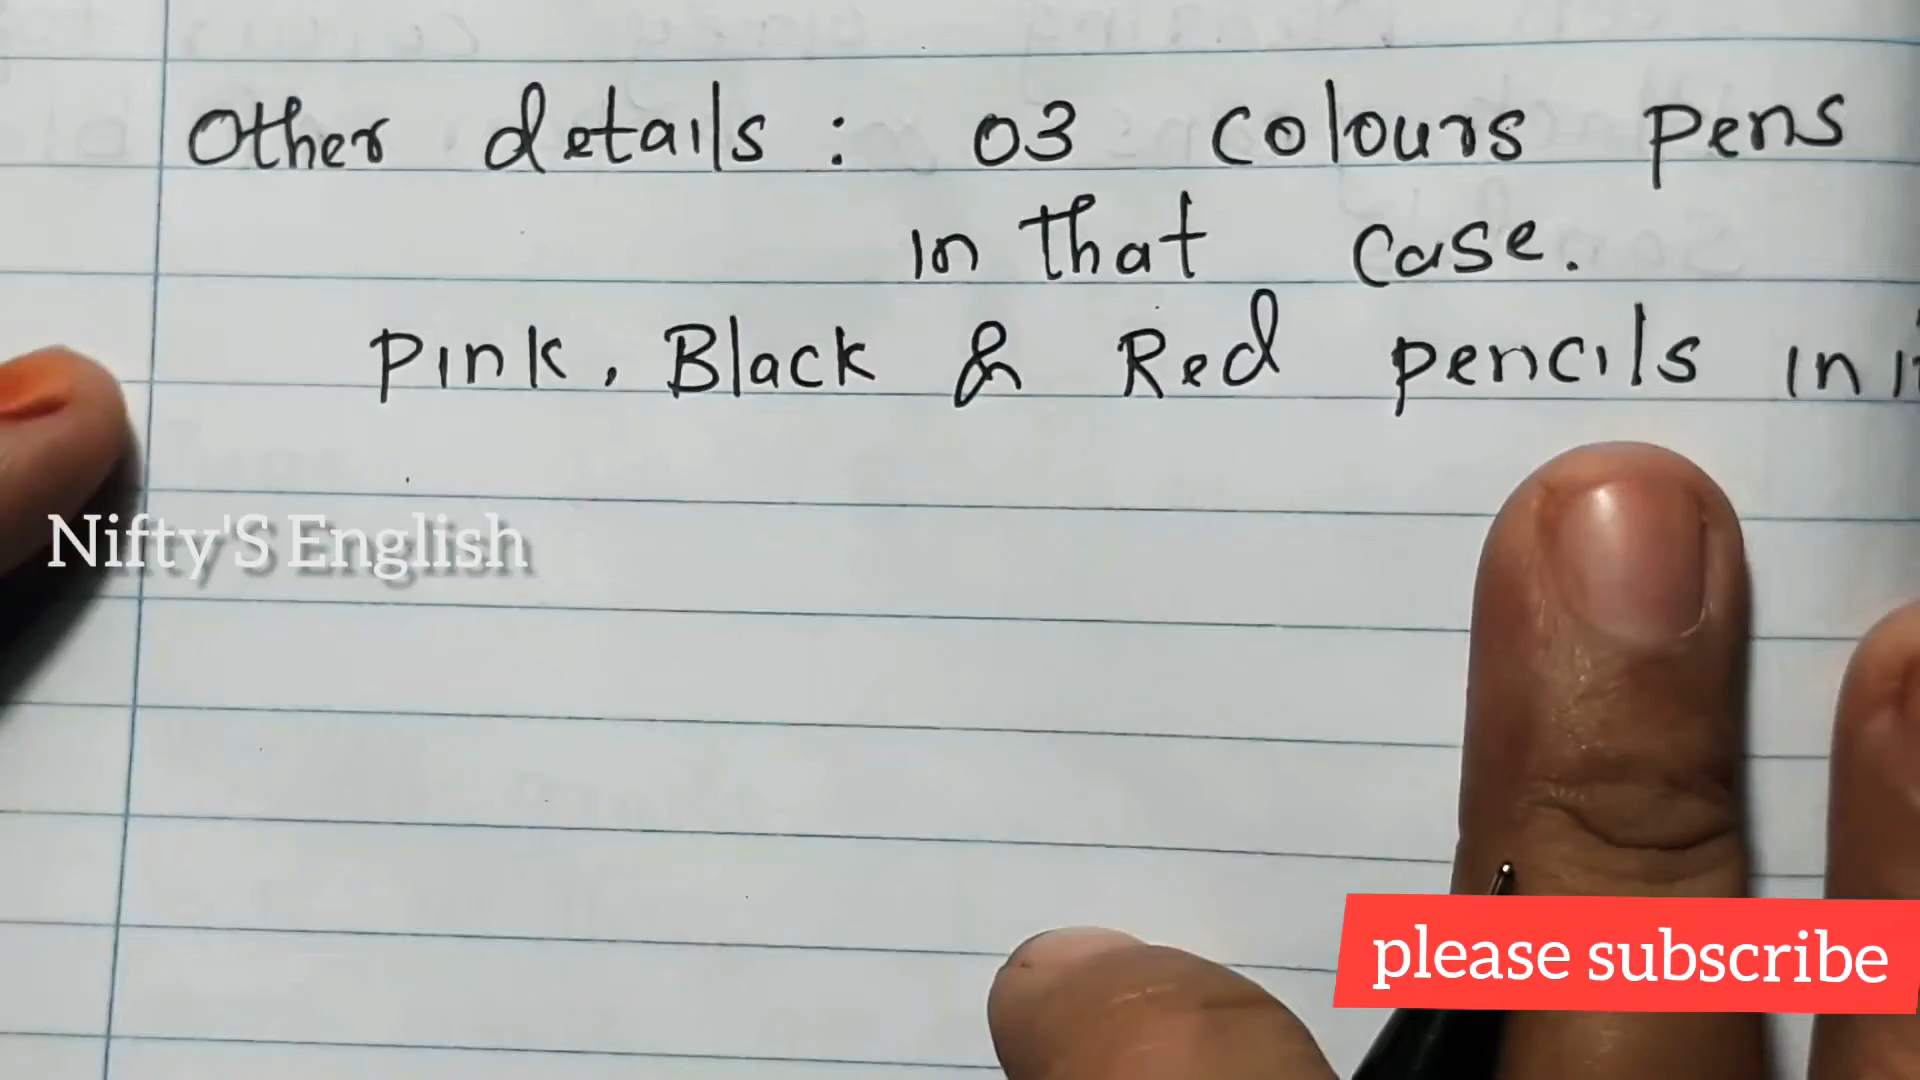 Other details : 03 colours pens
in that case.
Pink, Black & Red pencils in
Nifty'S English
please subscribe